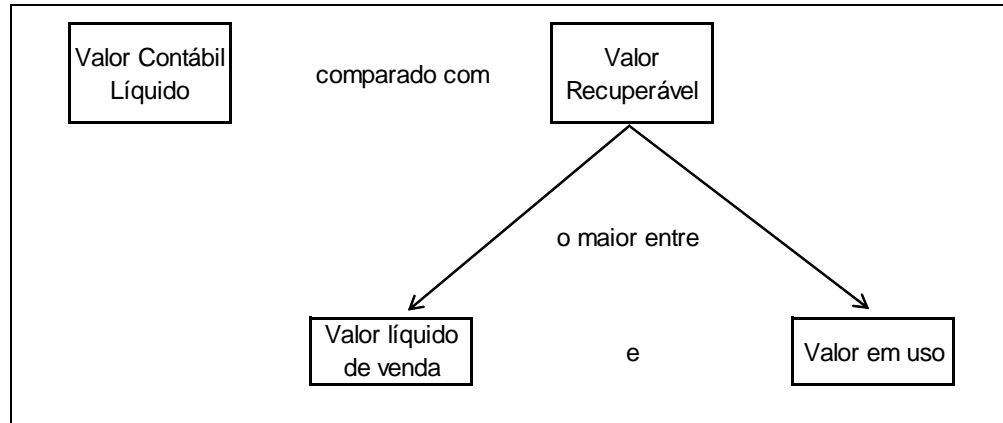 Valor Contábil
Líquido
comparado com
Valor
Recuperável
o maior entre
Valor líquido
de venda
e
Valor em uso